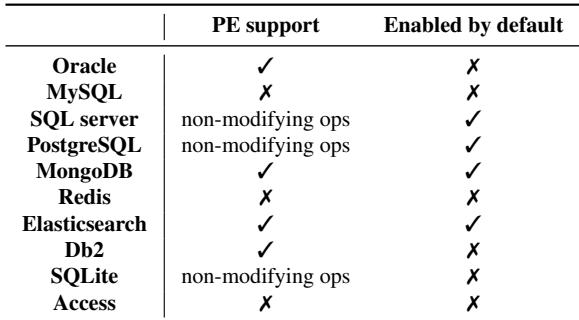 PE support Enabled by default
Oracle ✓ ✗
MySQL ✗ ✗
SQL server non-modifying ops ✓
PostgreSQL non-modifying ops ✓
MongoDB ✓ ✓
Redis ✗ ✗
Elasticsearch ✓ ✓
Db2 ✓ ✗
SQLite non-modifying ops ✗
Access ✗ ✗